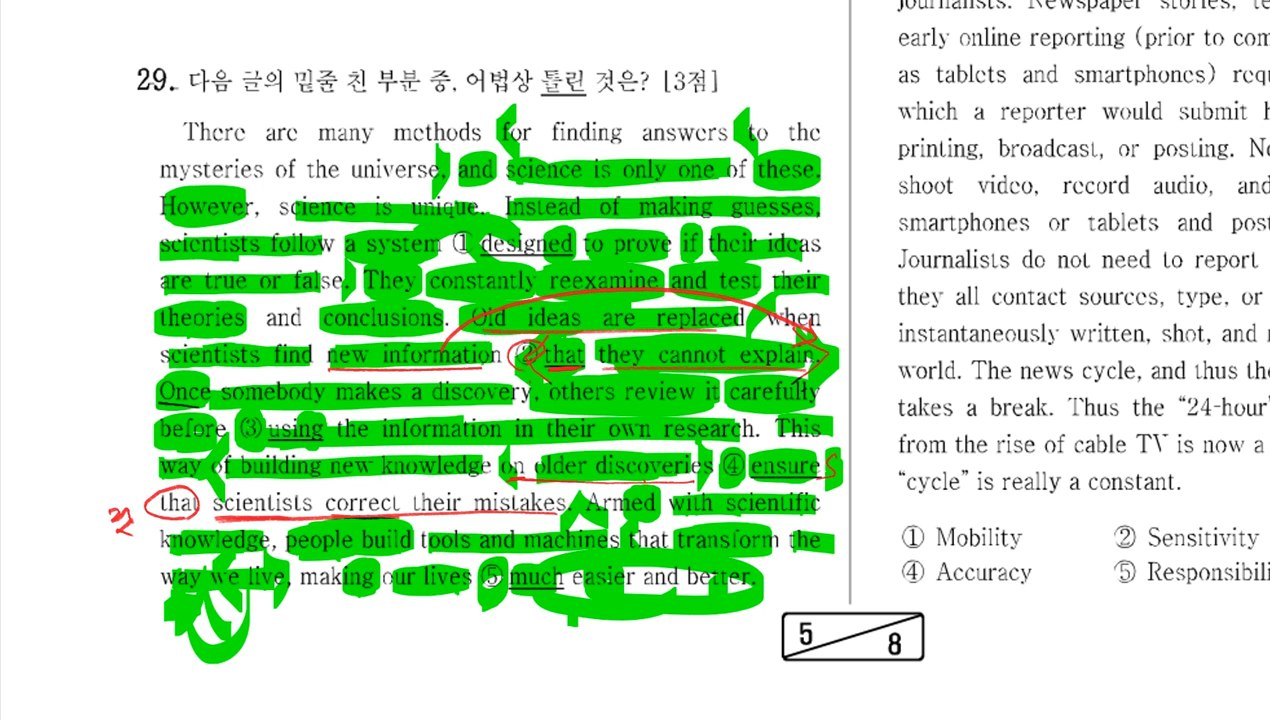 29. 다음 글의 밑줄 친 부분 중, 어법상 틀린 것은? [3점]
There are many methods for finding answers to the
mysteries of the universe, and science is only one of these.
However, science is unique. Instead of making guesses,
scientists follow a system ① designed to prove if their ideas
are true or false. They constantly reexamine and test their
theories and conclusions. Old ideas are replaced when
scientists find new information ② that they cannot explain.
Once somebody makes a discovery, others review it carefully
before ③ using the information in their own research. This
way of building new knowledge on older discoveries ④ ensure s
that scientists correct their mistakes. Armed with scientific
knowledge, people build tools and machines that transform the
way we live, making our lives ⑤ much easier and better.
5
8
early online reporting (prior to com
as tablets and smartphones) requ
which a reporter would submit h
printing, broadcast, or posting. No
shoot video, record audio, and
smartphones or tablets and post
Journalists do not need to report
they all contact sources, type, or
instantaneously written, shot, and
world. The news cycle, and thus the
takes a break. Thus the “24-hour”
from the rise of cable TV is now a
“cycle” is really a constant.
① Mobility ② Sensitivity
④ Accuracy ⑤ Responsibili